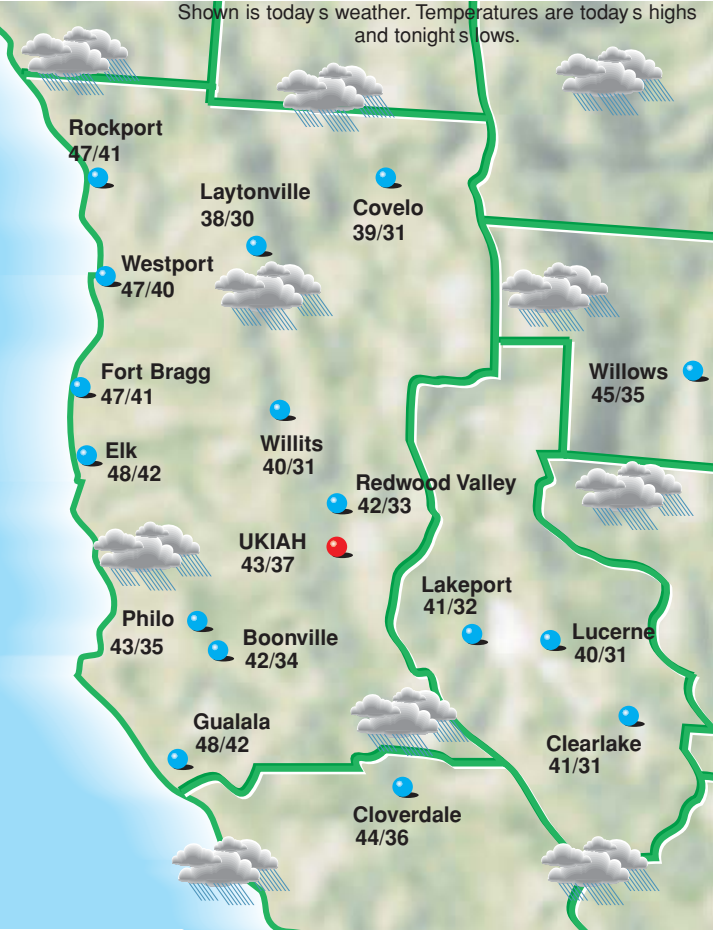 Shown is today s weather. Temperatures are today s highs
and tonight s lows.
Rockport
47/41
Laytonville
38/30
Covelo
39/31
Westport
47/40
Fort Bragg
47/41
Willows
45/35
Elk
48/42
Willits
40/31
Redwood Valley
42/33
UKIAH
43/37
Lakeport
41/32
Philo
43/35
Boonville
42/34
Lucerne
40/31
Gualala
48/42
Clearlake
41/31
Cloverdale
44/36